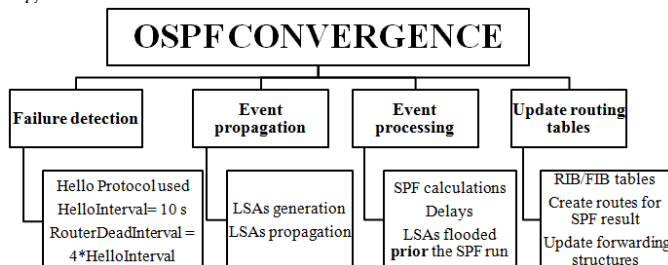 OSPF CONVERGENCE
Failure detection
Event
propagation
Event
processing
Update routing
tables
Hello Protocol used
HelloInterval= 10 s
RouterDeadInterval =
4*HelloInterval
LSAs generation
LSAs propagation
SPF calculations
Delays
LSAs flooded
prior the SPF run
RIB/FIB tables
Create routes for
SPF result
Update forwarding
structures